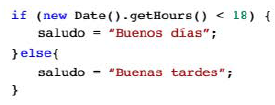 if (new Date().getHours() < 18) {
saludo = "Buenos días";
}else{
saludo = "Buenas tardes";
}